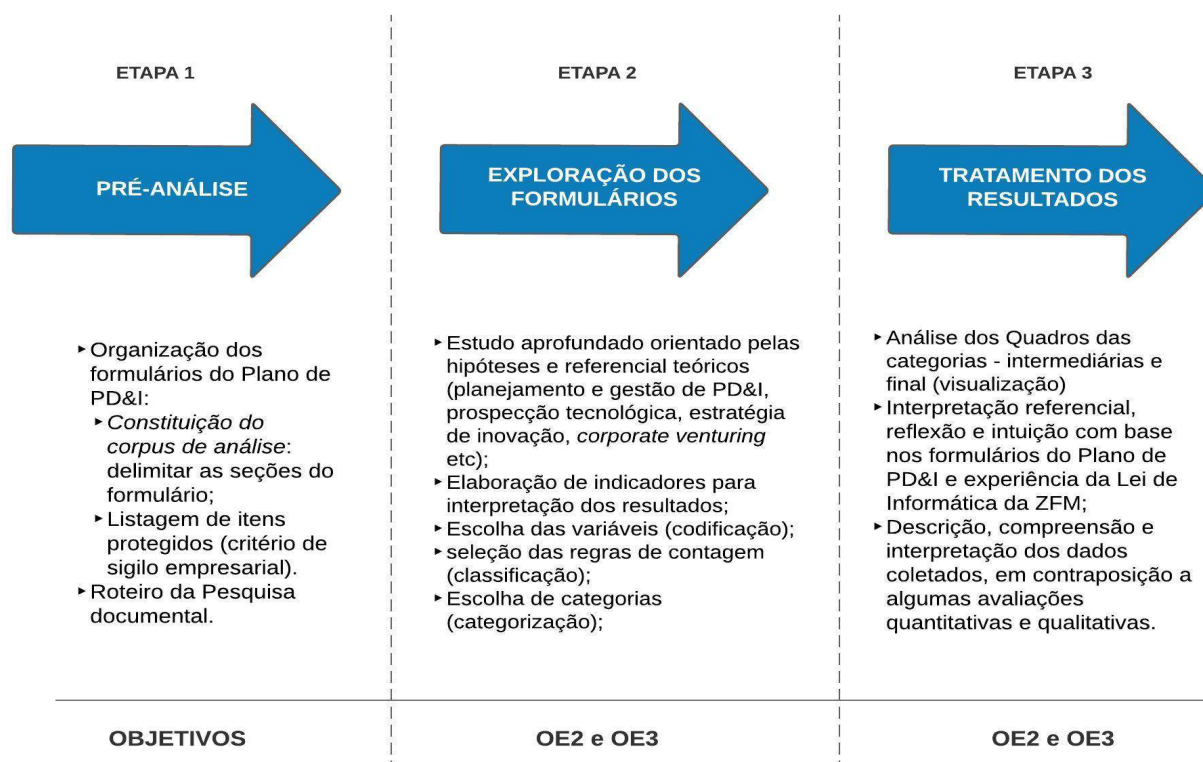 ETAPA 1
PRÉ-ANÁLISE
‣Organização dos
formulários do Plano de
PD&I:
‣Constituição do
corpus de análise:
delimitar as seções do
formulário;
‣Listagem de itens
protegidos (critério de
sigilo empresarial).
‣Roteiro da Pesquisa
documental.
OBJETIVOS
ETAPA 2
EXPLORAÇÃO DOS
FORMULÁRIOS
‣Estudo aprofundado orientado pelas
hipóteses e referencial teóricos
(planejamento e gestão de PD&I,
prospecção tecnológica, estratégia
de inovação, corporate venturing
etc);
‣Elaboração de indicadores para
interpretação dos resultados;
‣Escolha das variáveis (codificação);
‣seleção das regras de contagem
(classificação);
‣Escolha de categorias
(categorização);
OE2 e OE3
ETAPA 3
TRATAMENTO DOS
RESULTADOS
‣Análise dos Quadros das
categorias - intermediárias e
final (visualização)
‣Interpretação referencial,
reflexão e intuição com base
nos formulários do Plano de
PD&I e experiência da Lei de
Informática da ZFM;
‣Descrição, compreensão e
interpretação dos dados
coletados, em contraposição a
algumas avaliações
quantitativas e qualitativas.
OE2 e OE3